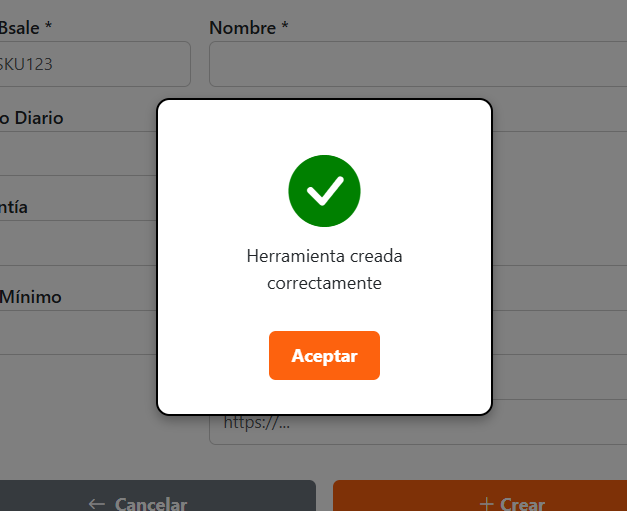 Bsale *
Nombre *
SKU123
o Diario
ntía
Mínimo
Herramienta creada
correctamente
Aceptar
https://...
Cancelar
Crear